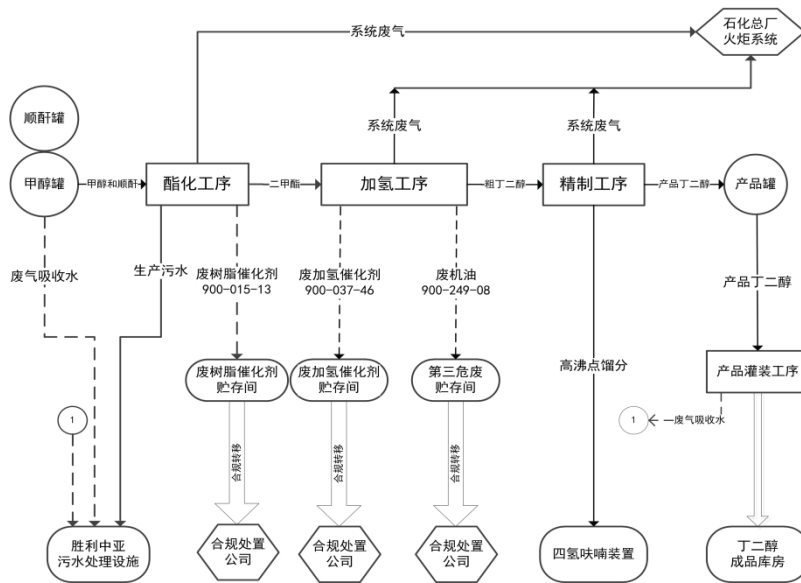 系统废气
石化总厂
火炬系统
顺酐罐
系统废气
系统废气
甲醇罐
甲醇和顺酐
酯化工序
二甲酯
加氢工序
粗丁二醇
精制工序
产品丁二醇
产品罐
废气吸收水
生产污水
废树脂催化剂
900-015-13
废加氢催化剂
900-037-46
废机油
900-249-08
产品丁二醇
废树脂催化剂
贮存间
废加氢催化剂
贮存间
第三危废
贮存间
高沸点馏分
产品灌装工序
1
合规转移
合规转移
合规转移
1
废气吸收水
胜利中亚
污水处理设施
合规处置
公司
合规处置
公司
合规处置
公司
四氢呋喃装置
丁二醇
成品库房